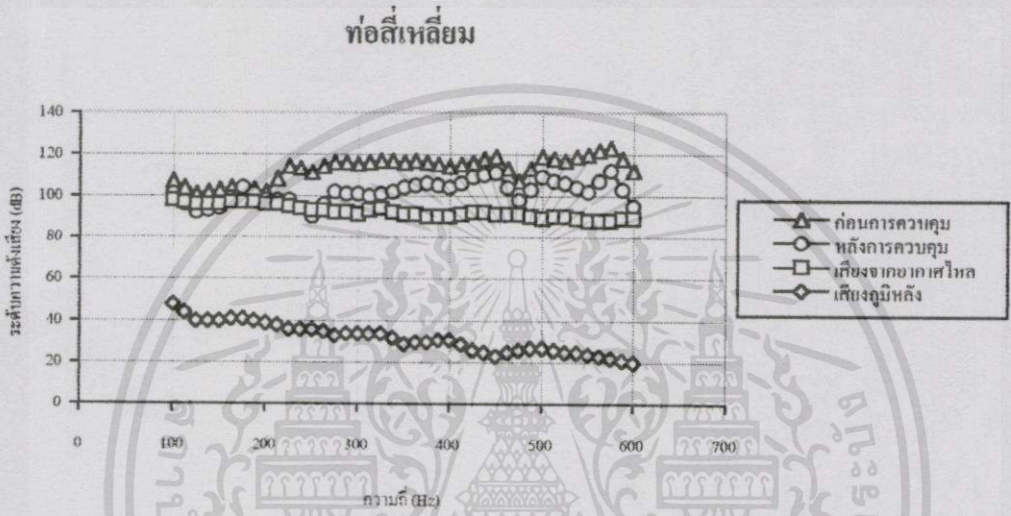 ท่อสี่เหลี่ยม
140
120
100
80
60
40
20
0
ระดับความดังเสียง (dB)
0 100 200 300 400 500 600 700
ความถี่ (Hz)
ก่อนการควบคุม
หลังการควบคุม
เสียงจากอากาศไหล
เสียงภูมิหลัง